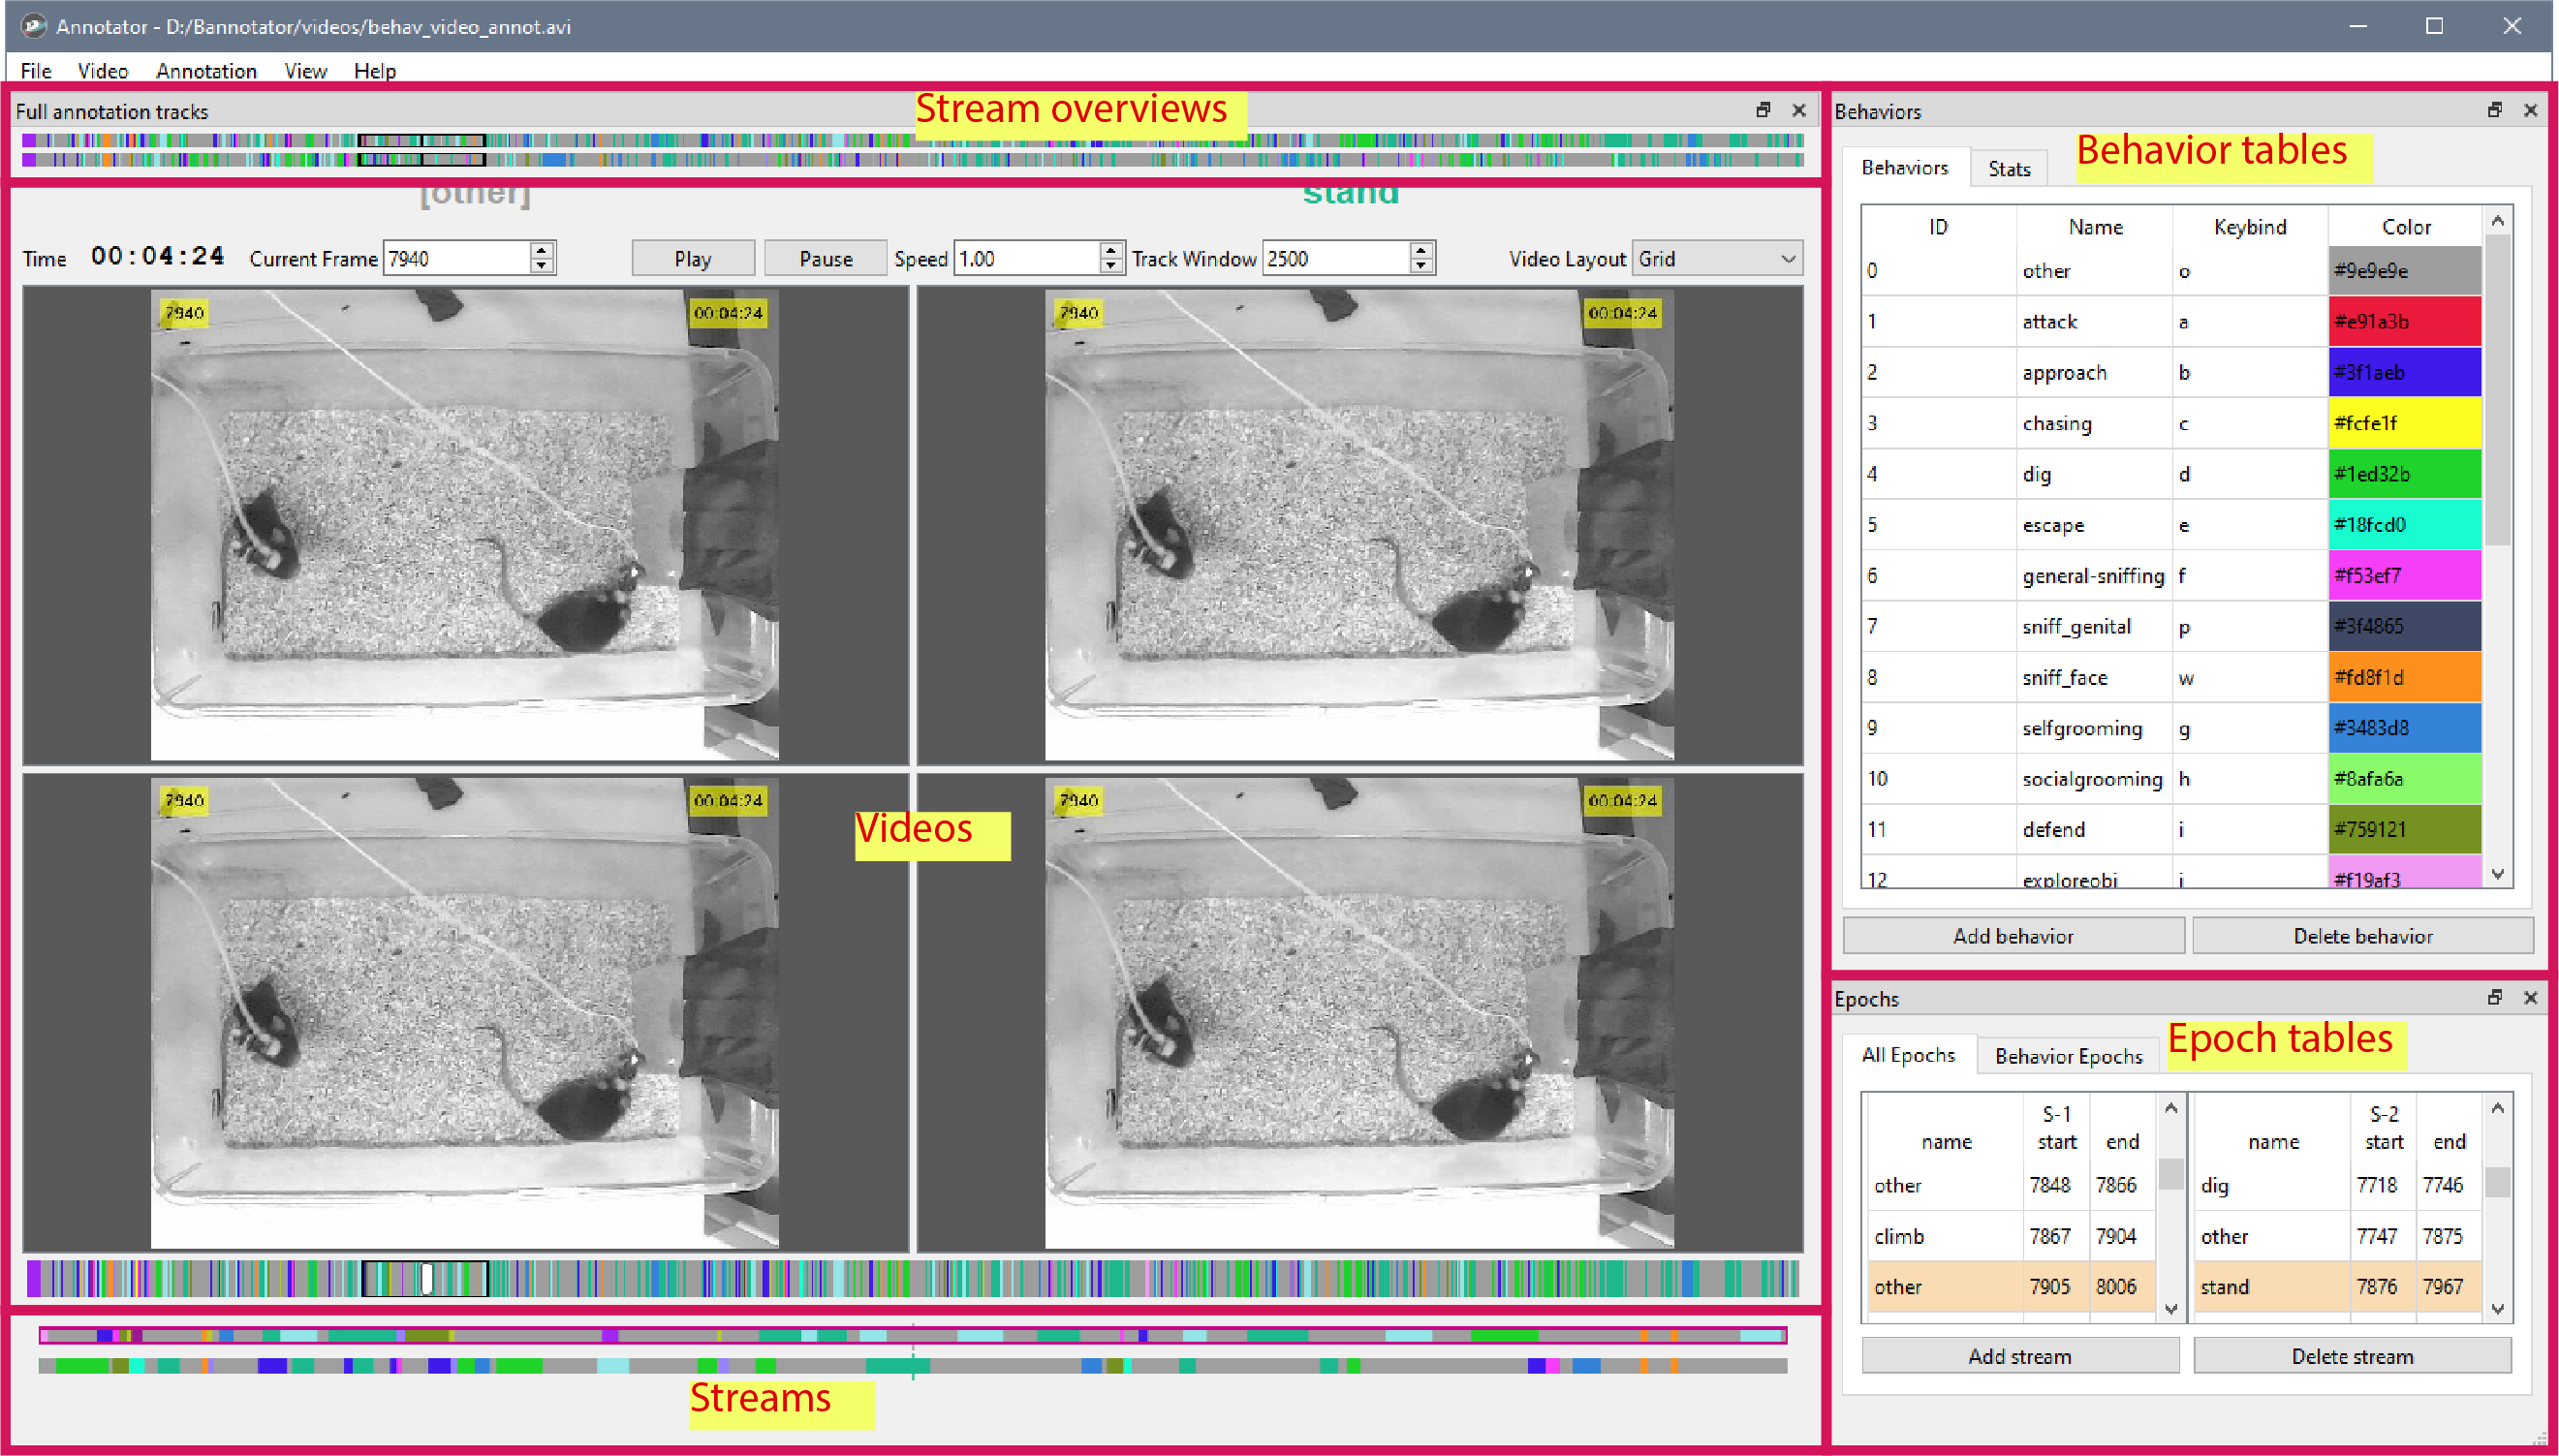 Annotator - D:/Bannotator/videos/behav_video_annot.avi
File Video Annotation View Help
Full annotation tracks
Stream overviews
[other] stand
Time 00:04:24 Current Frame 7940 Play Pause Speed 1.00 Track Window 2500 Video Layout Grid
7940 00:04:24 7940 00:04:24
7940 00:04:24 7940 00:04:24
Videos
Streams
Behaviors
Behaviors Stats
Behavior tables
ID Name Keybind Color
0 other o #9e9e9e
1 attack a #e91a3b
2 approach b #3f1aeb
3 chasing c #fcfe1f
4 dig d #1ed32b
5 escape e #18fcd0
6 general-sniffing f #f53ef7
7 sniff_genital p #3f4865
8 sniff_face w #fd8f1d
9 selfgrooming g #3483d8
10 socialgrooming h #8afa6a
11 defend i #759121
12 exploreobj j #f19af3
Add behavior Delete behavior
Epochs
All Epochs Behavior Epochs
Epoch tables
S-1 S-2
name start end name start end
other 7848 7866 dig 7718 7746
climb 7867 7904 other 7747 7875
other 7905 8006 stand 7876 7967
Add stream Delete stream